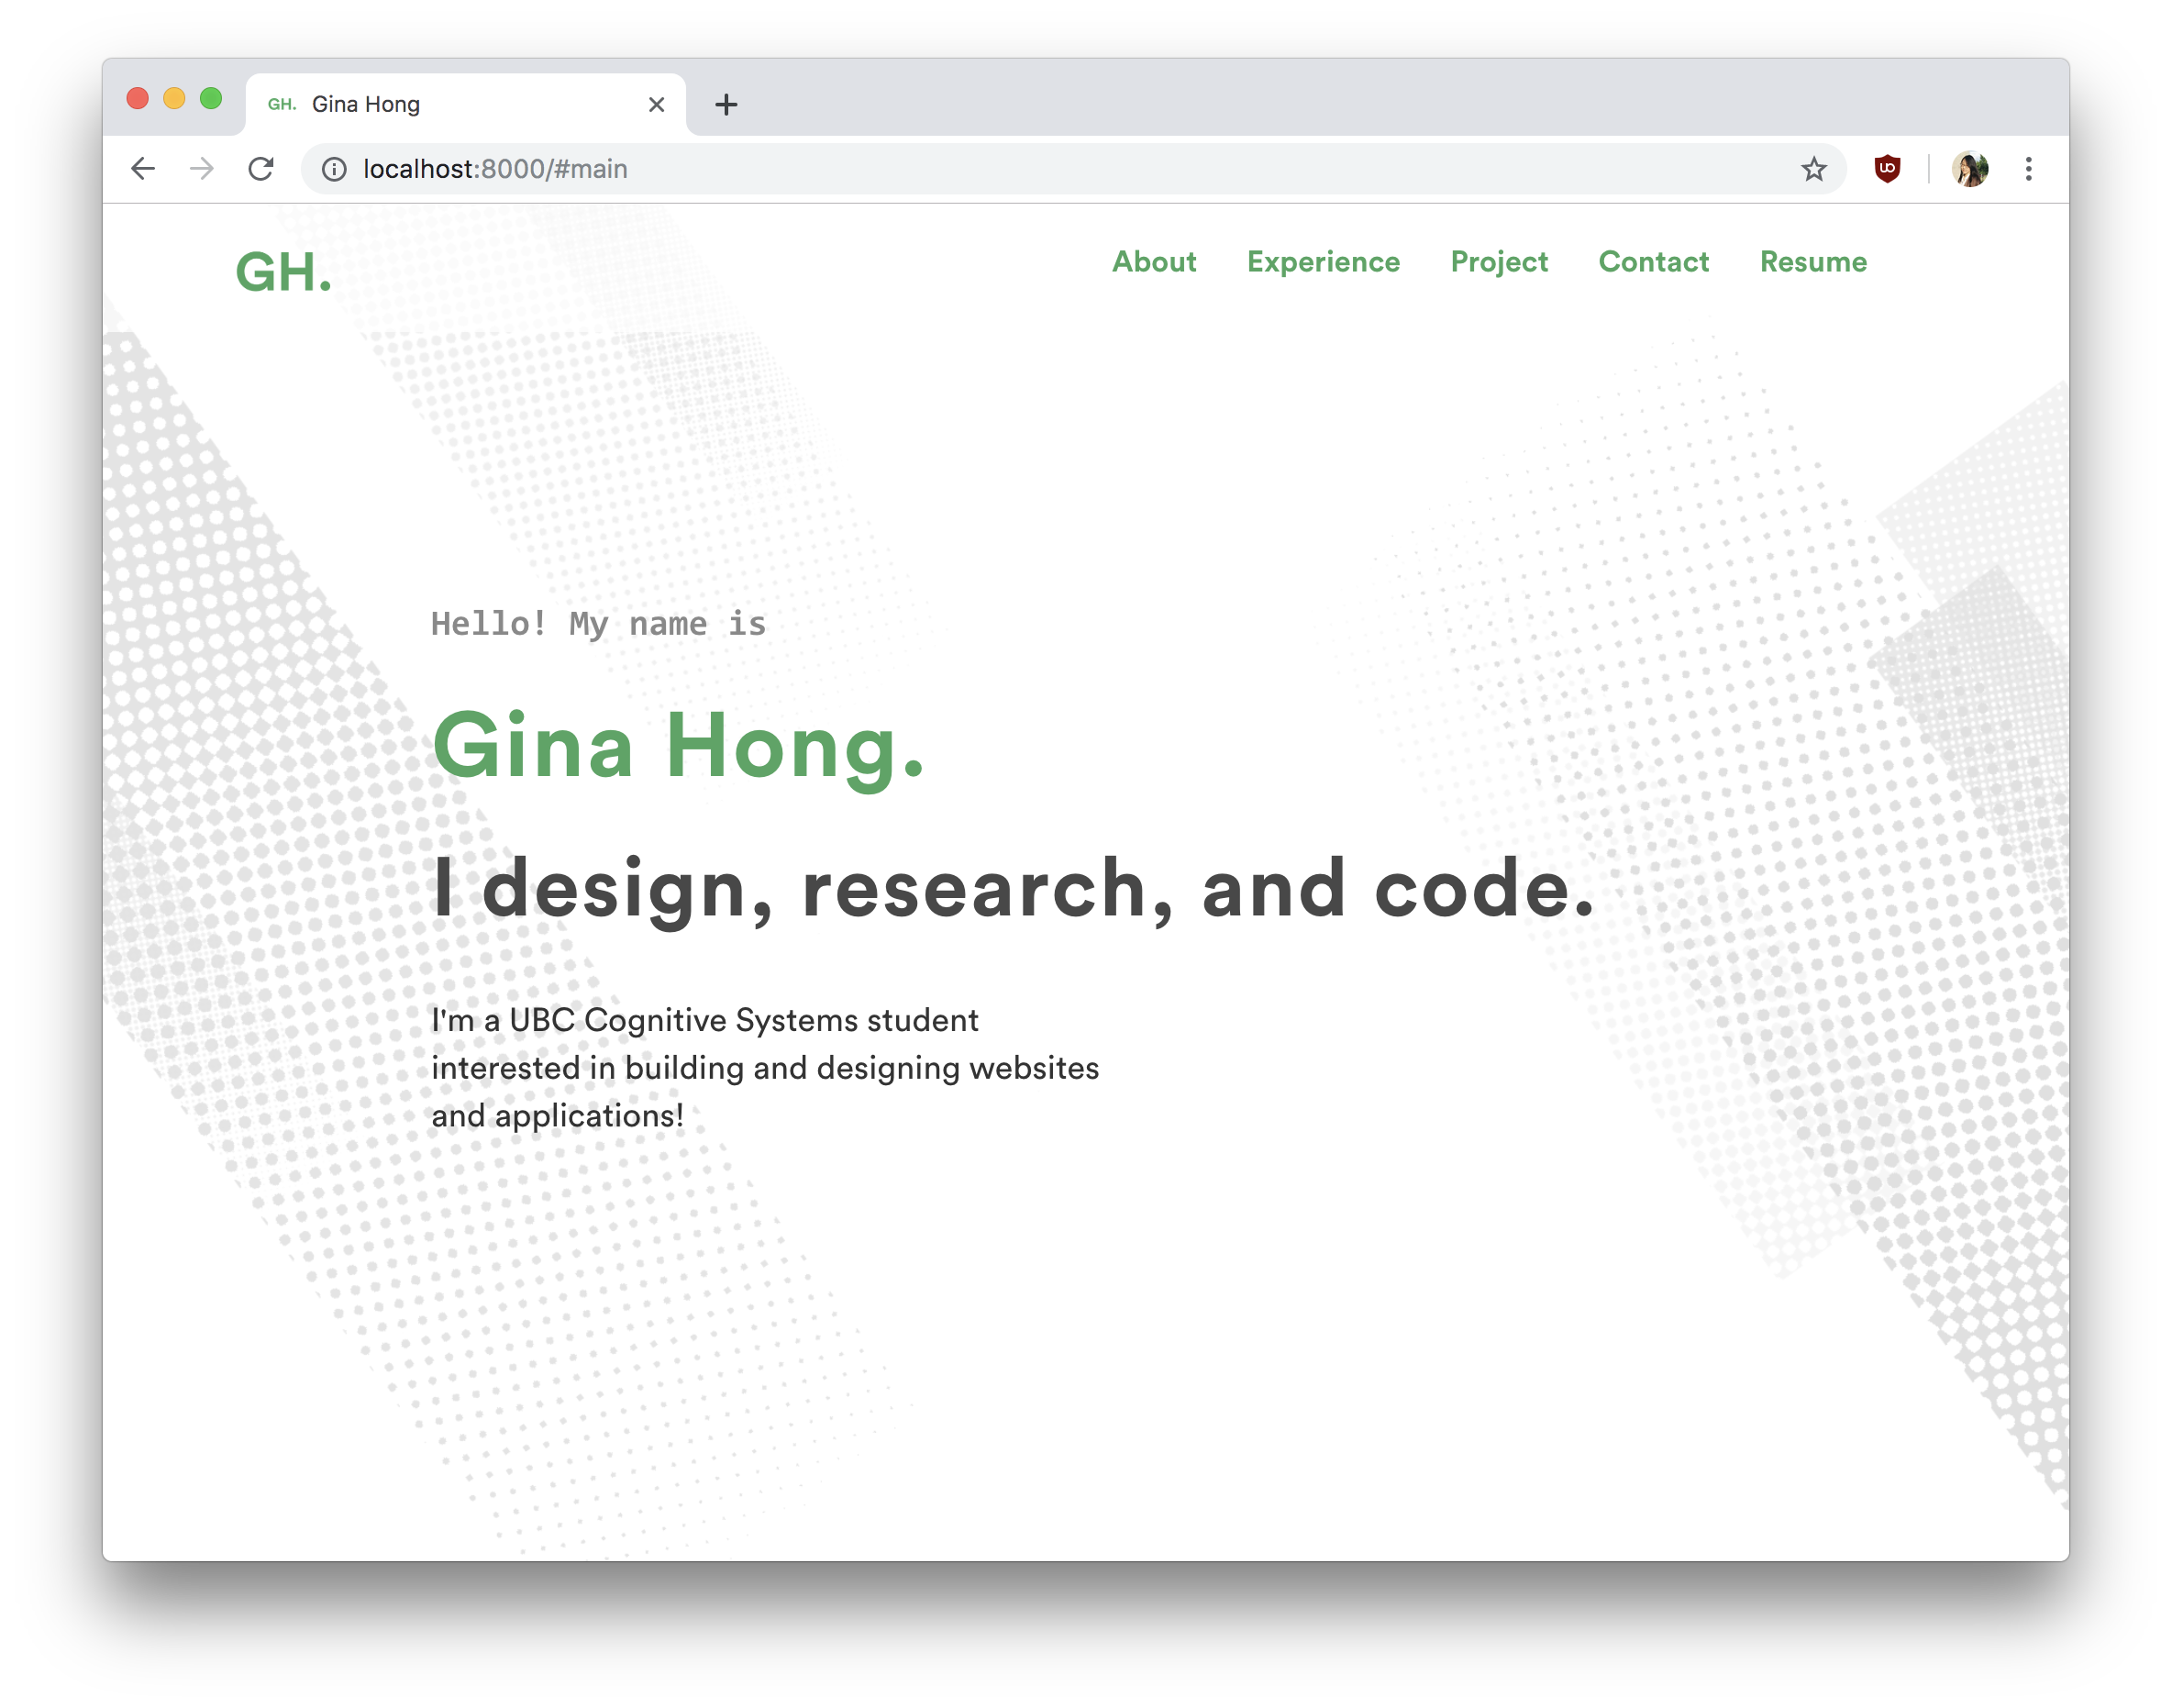 GH. Gina Hong
localhost:8000/#main
GH.
About Experience Project Contact Resume
Hello! My name is
Gina Hong.
I design, research, and code.
I'm a UBC Cognitive Systems student
interested in building and designing websites
and applications!